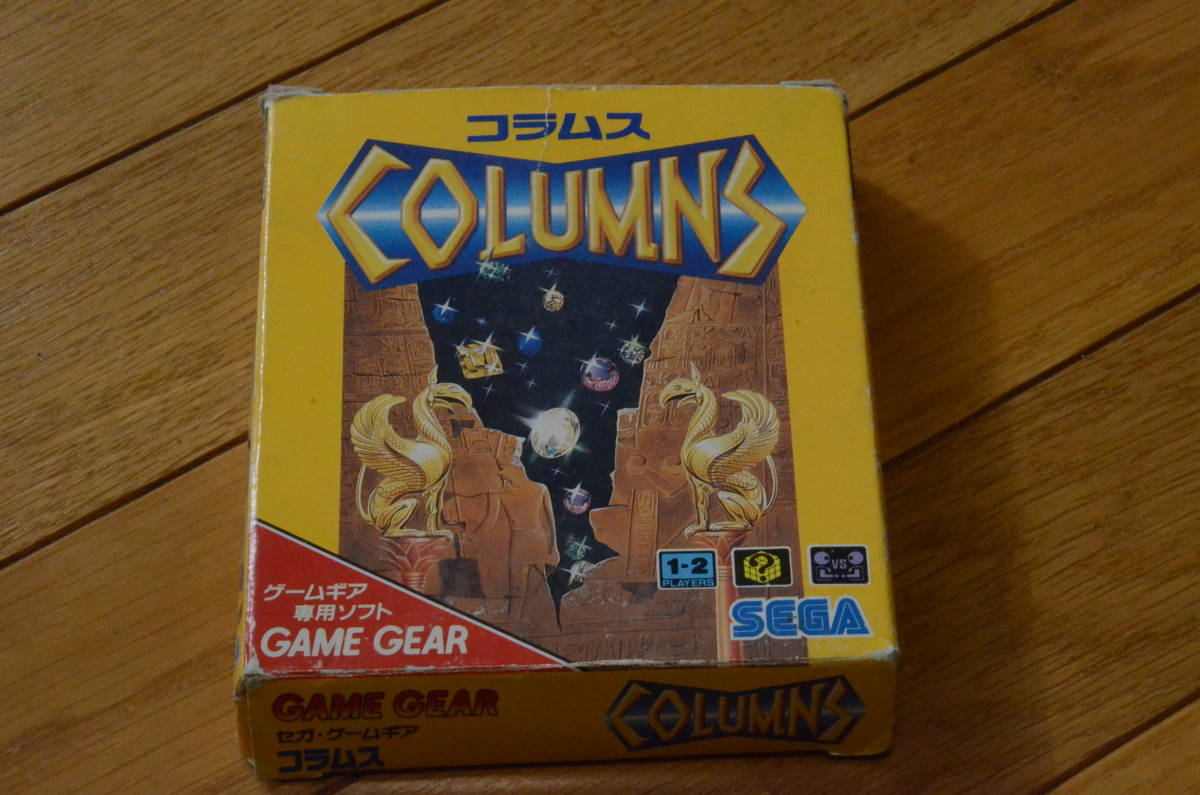 コラムス
COLUMNS
1-2
PLAYERS
VS
SEGA
ゲームギア
専用ソフト
GAME GEAR
GAME GEAR
COLUMNS
セガ・ゲームギア
コラムス